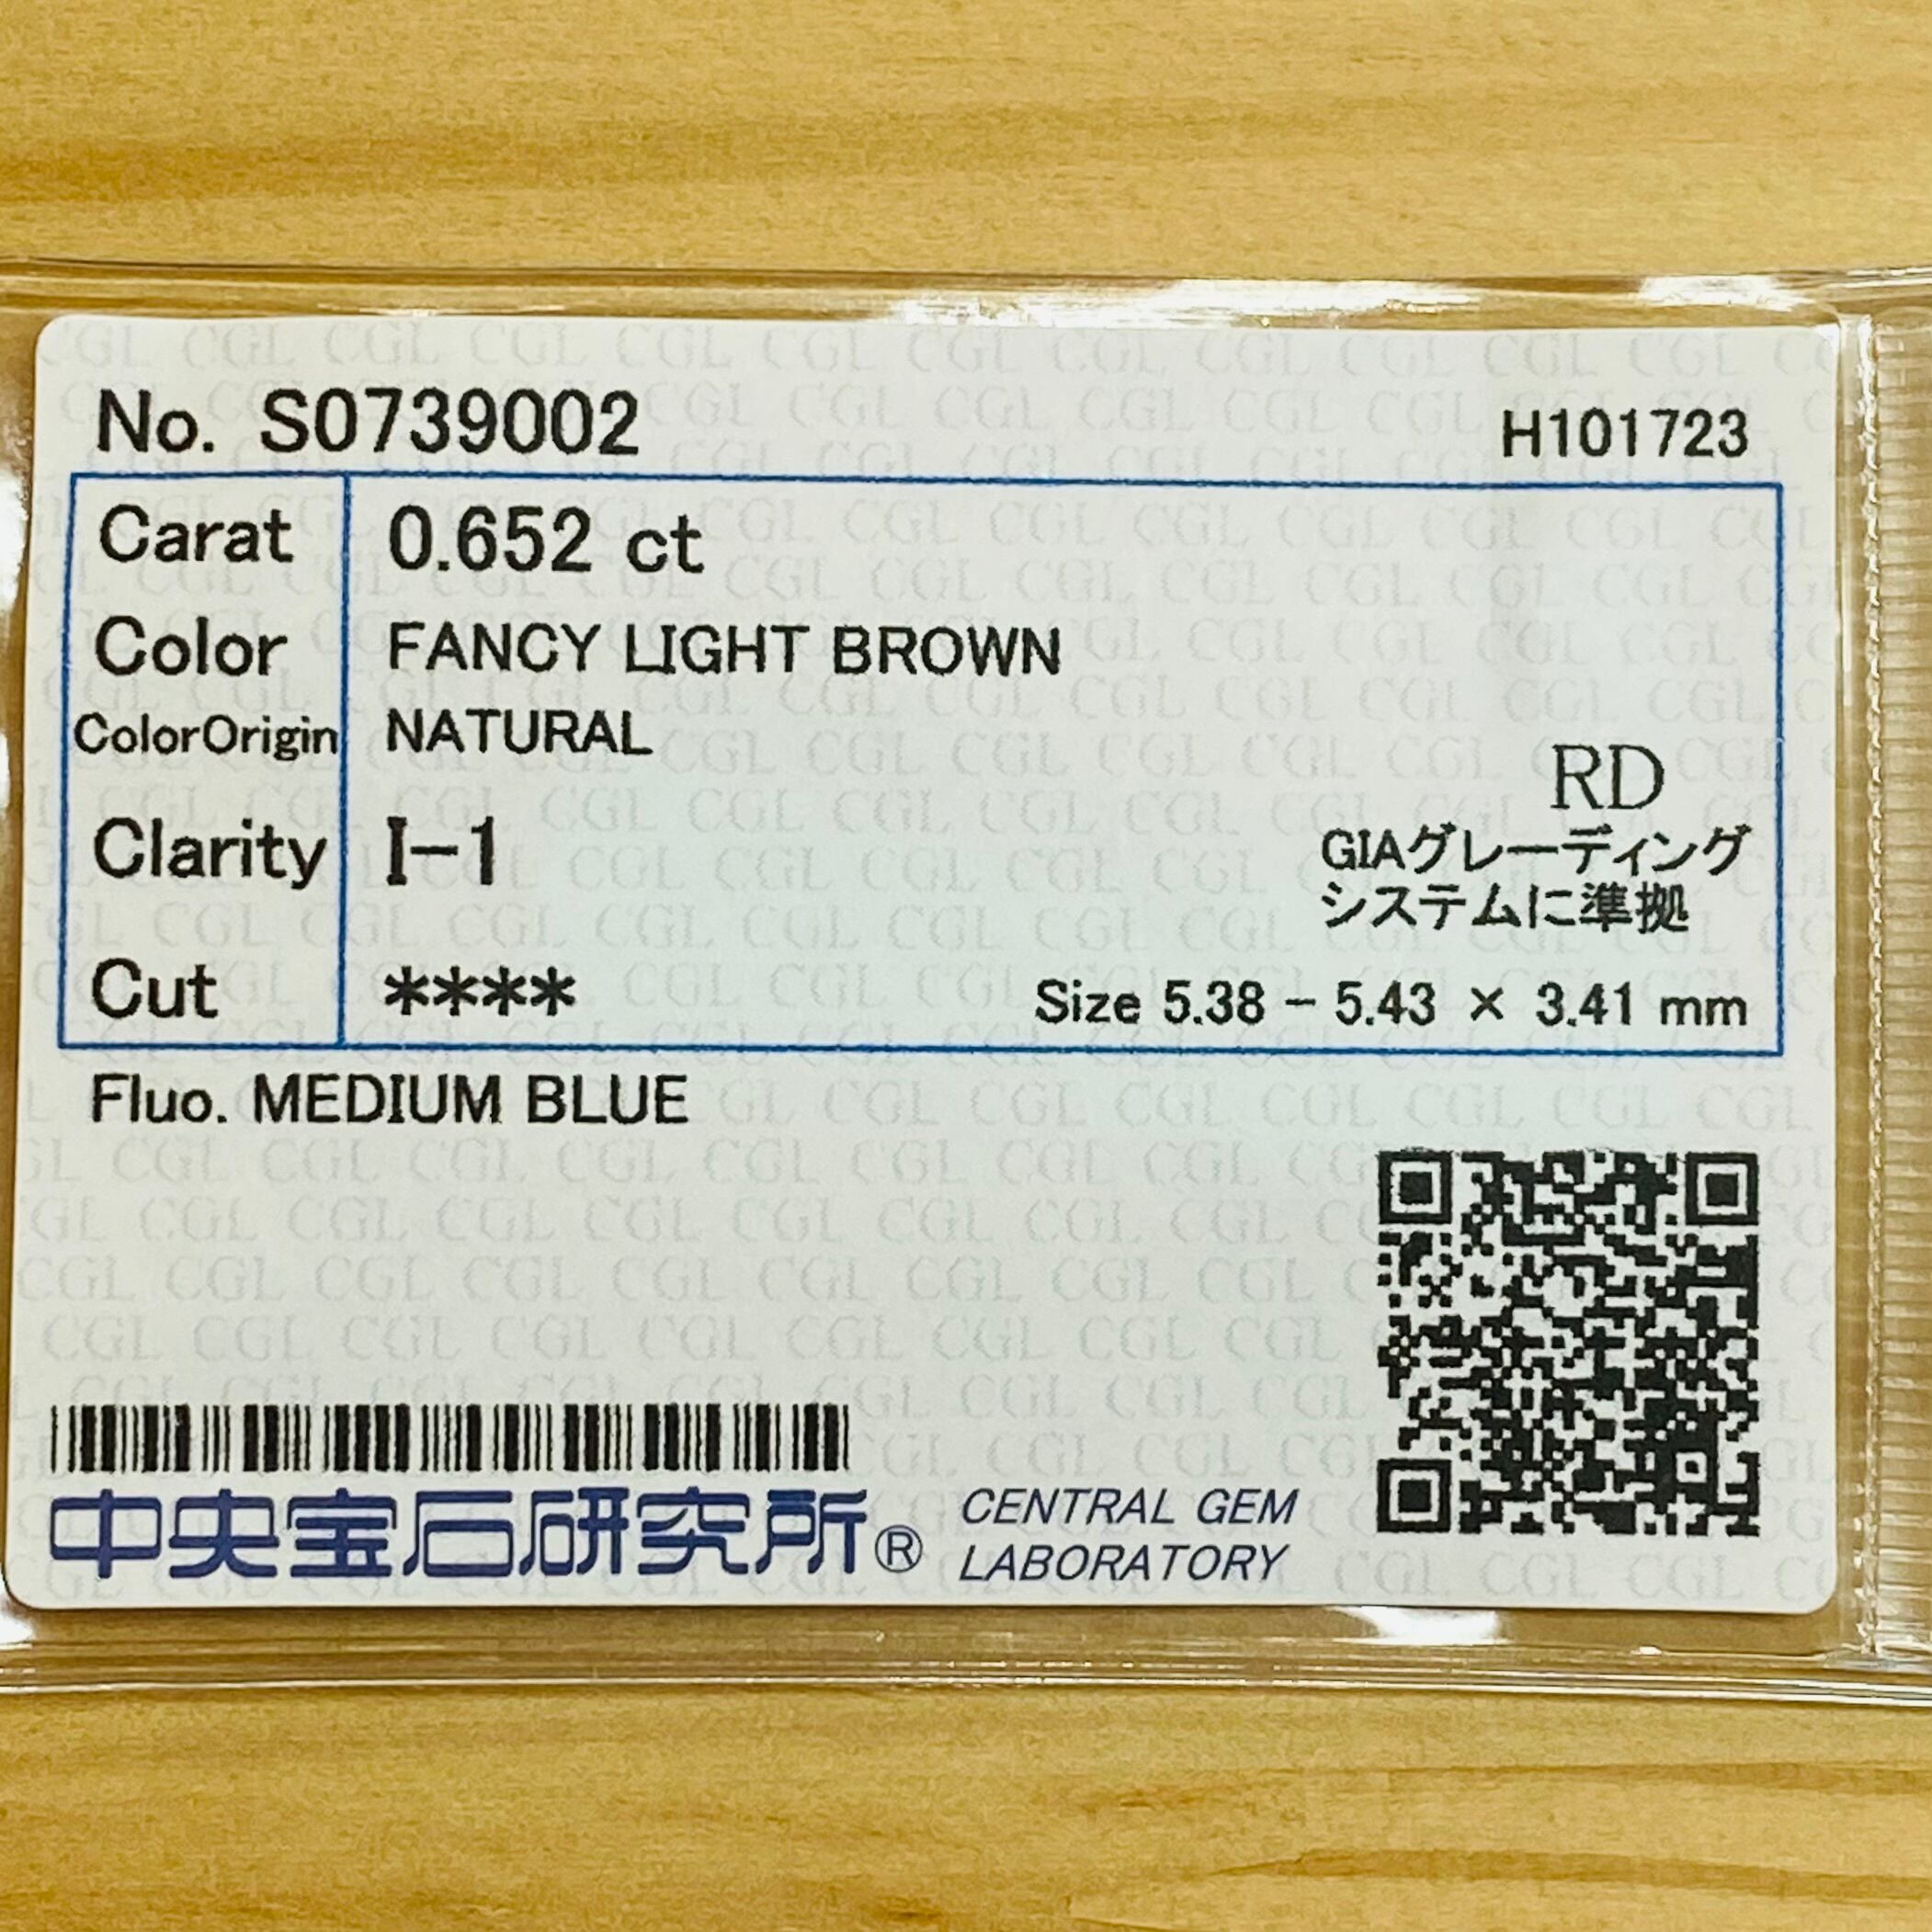 No. S0739002 H101723
Carat 0.652 ct
Color FANCY LIGHT BROWN
ColorOrigin NATURAL
RD
Clarity I-1
GIAグレーディング
システムに準拠
Cut ****
Size 5.38 - 5.43 × 3.41 mm
Fluo. MEDIUM BLUE
中央宝石研究所®
CENTRAL GEM
LABORATORY